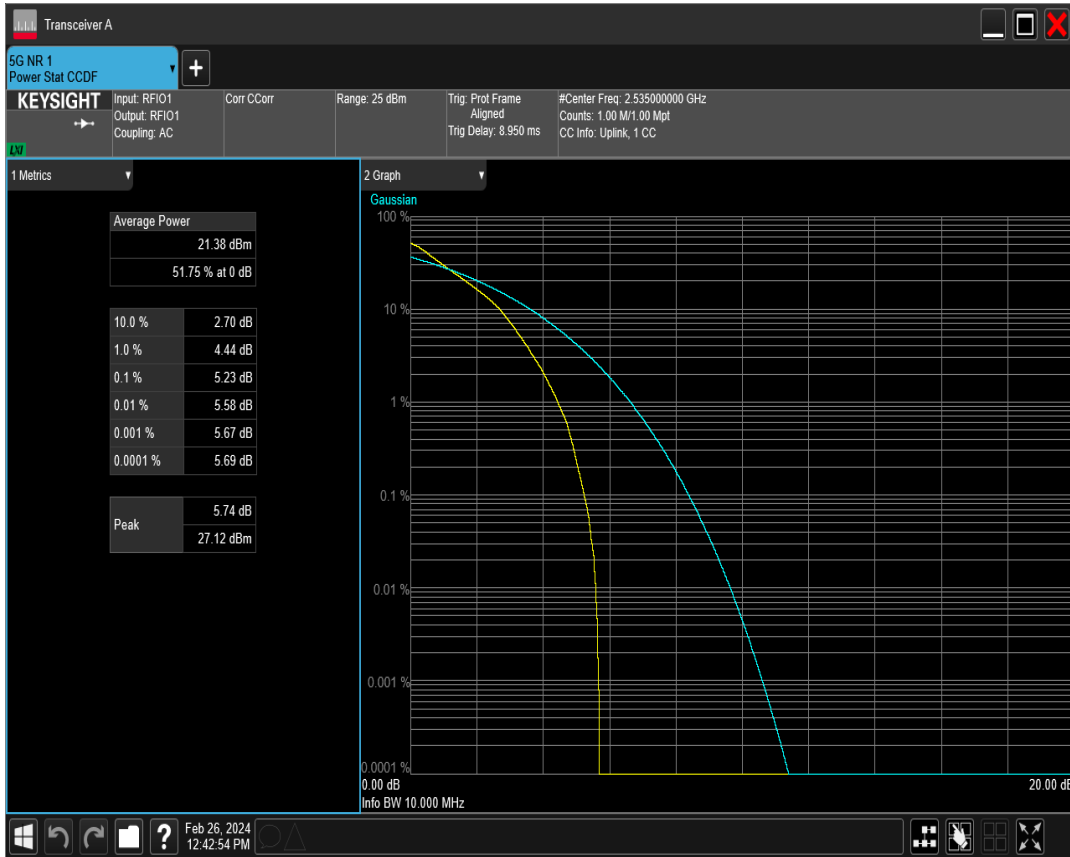 Transceiver A
5G NR 1
Power Stat CCDF
+
KEYSIGHT
LXI
Input: RFIO1
Output: RFIO1
Coupling: AC
Corr CCorr
Range: 25 dBm
Trig: Prot Frame
Aligned
Trig Delay: 8.950 ms
#Center Freq: 2.535000000 GHz
Counts: 1.00 M/1.00 Mpt
CC Info: Uplink, 1 CC
1 Metrics
Average Power
21.38 dBm
51.75 % at 0 dB
10.0 % 2.70 dB
1.0 % 4.44 dB
0.1 % 5.23 dB
0.01 % 5.58 dB
0.001 % 5.67 dB
0.0001 % 5.69 dB
Peak
5.74 dB
27.12 dBm
2 Graph
Gaussian
100 %
10 %
1 %
0.1 %
0.01 %
0.001 %
0.0001 %
0.00 dB 20.00 dB
Info BW 10.000 MHz
?
Feb 26, 2024
12:42:54 PM